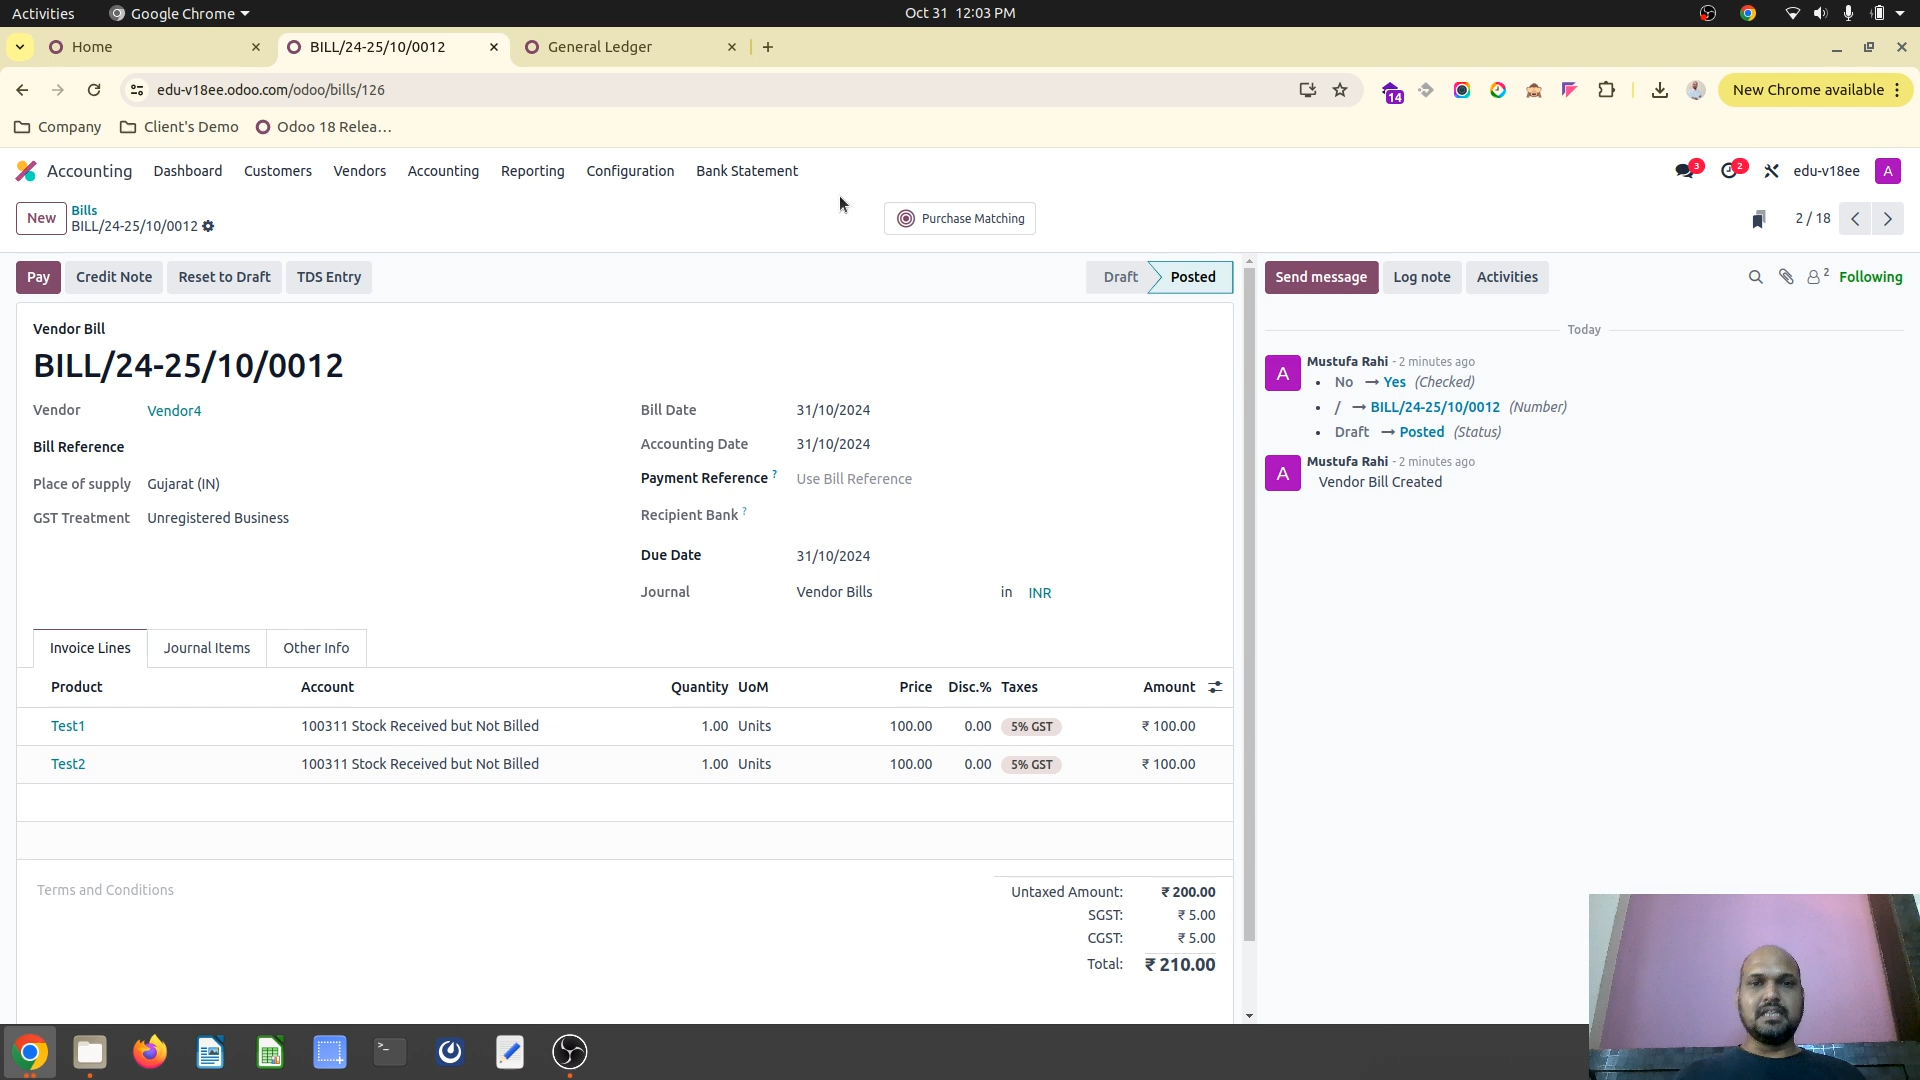 Activities Google Chrome Oct 31 12:03 PM
Home BILL/24-25/10/0012 General Ledger
edu-v18ee.odoo.com/odoo/bills/126 14 New Chrome available
Company Client's Demo Odoo 18 Relea...
Accounting Dashboard Customers Vendors Accounting Reporting Configuration Bank Statement 3 2 edu-v18ee A
New Bills
BILL/24-25/10/0012 Purchase Matching 2 / 18
Pay Credit Note Reset to Draft TDS Entry Draft Posted
Send message Log note Activities 2 Following
Vendor Bill
BILL/24-25/10/0012
Vendor Vendor4
Bill Reference
Place of supply Gujarat (IN)
GST Treatment Unregistered Business
Bill Date 31/10/2024
Accounting Date 31/10/2024
Payment Reference ? Use Bill Reference
Recipient Bank ?
Due Date 31/10/2024
Journal Vendor Bills in INR
Invoice Lines Journal Items Other Info
Product Account Quantity UoM Price Disc.% Taxes Amount
Test1 100311 Stock Received but Not Billed 1.00 Units 100.00 0.00 5% GST ₹ 100.00
Test2 100311 Stock Received but Not Billed 1.00 Units 100.00 0.00 5% GST ₹ 100.00
Terms and Conditions
Untaxed Amount: ₹ 200.00
SGST: ₹ 5.00
CGST: ₹ 5.00
Total: ₹ 210.00
Today
A Mustufa Rahi - 2 minutes ago
No → Yes (Checked)
/ → BILL/24-25/10/0012 (Number)
Draft → Posted (Status)
A Mustufa Rahi - 2 minutes ago
Vendor Bill Created